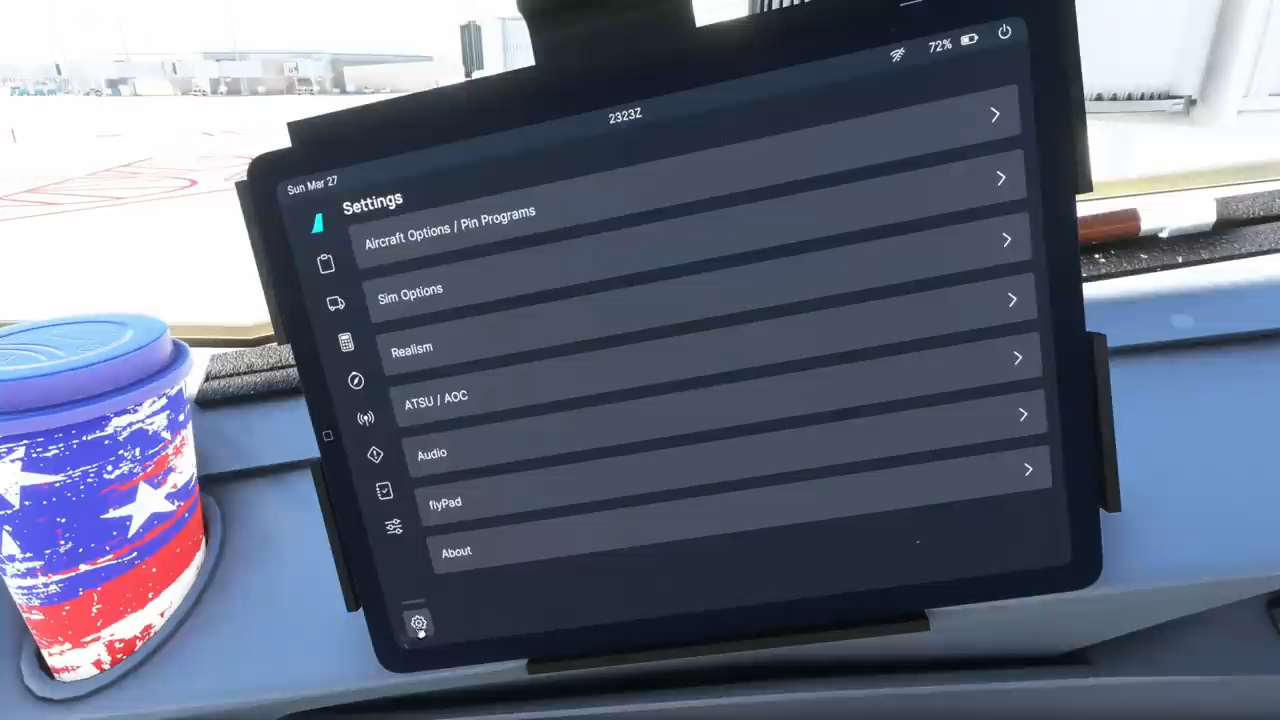 72%
2323Z
Sun Mar 27
Settings
Aircraft Options / Pin Programs
Sim Options
Realism
ATSU / AOC
Audio
flyPad
About